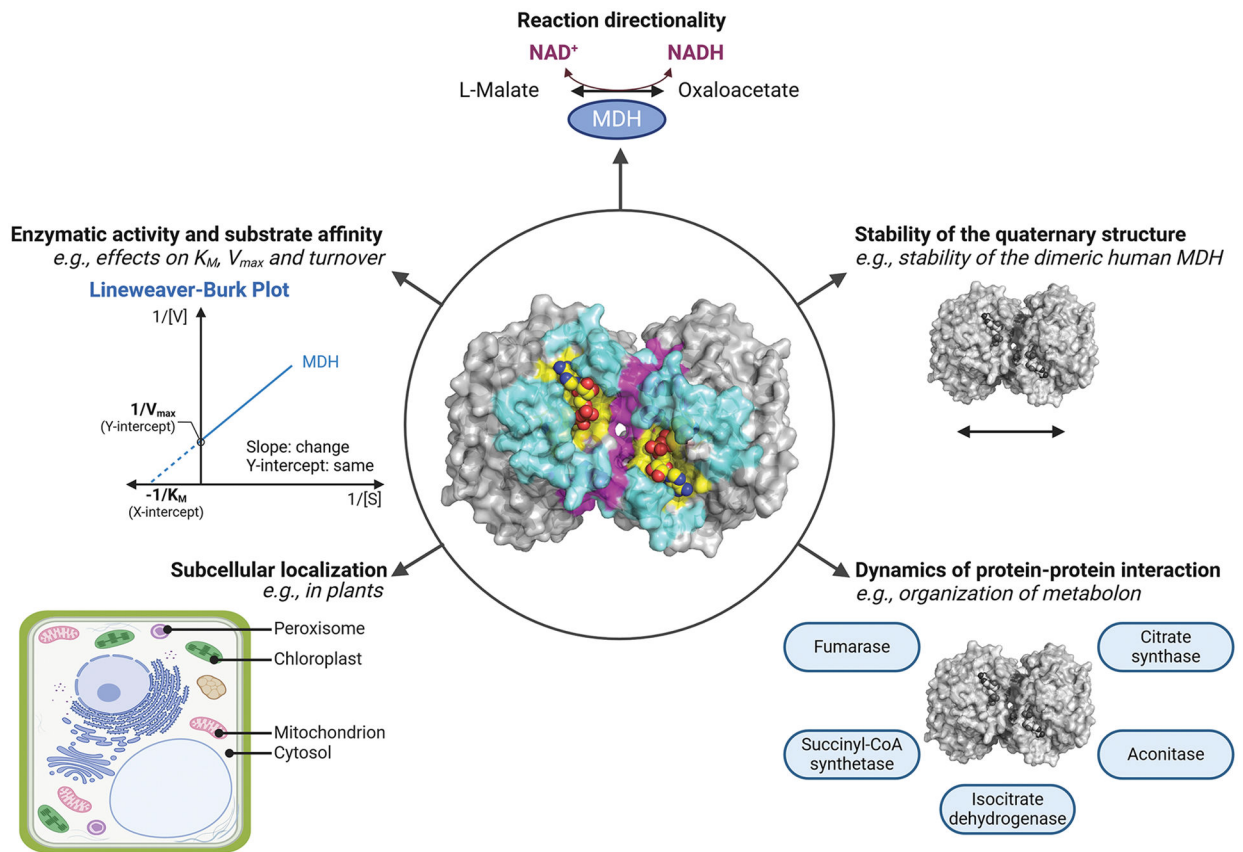 Reaction directionality
NAD⁺
NADH
L-Malate
Oxaloacetate
MDH
Enzymatic activity and substrate affinity
e.g., effects on Kₘ, Vₘₐₓ and turnover
Lineweaver-Burk Plot
1/[V]
MDH
1/Vₘₐₓ
(Y-intercept)
Slope: change
Y-intercept: same
-1/Kₘ
(X-intercept)
1/[S]
Stability of the quaternary structure
e.g., stability of the dimeric human MDH
Subcellular localization
e.g., in plants
Peroxisome
Chloroplast
Mitochondrion
Cytosol
Dynamics of protein-protein interaction
e.g., organization of metabolon
Fumarase
Citrate
synthase
Succinyl-CoA
synthetase
Aconitase
Isocitrate
dehydrogenase